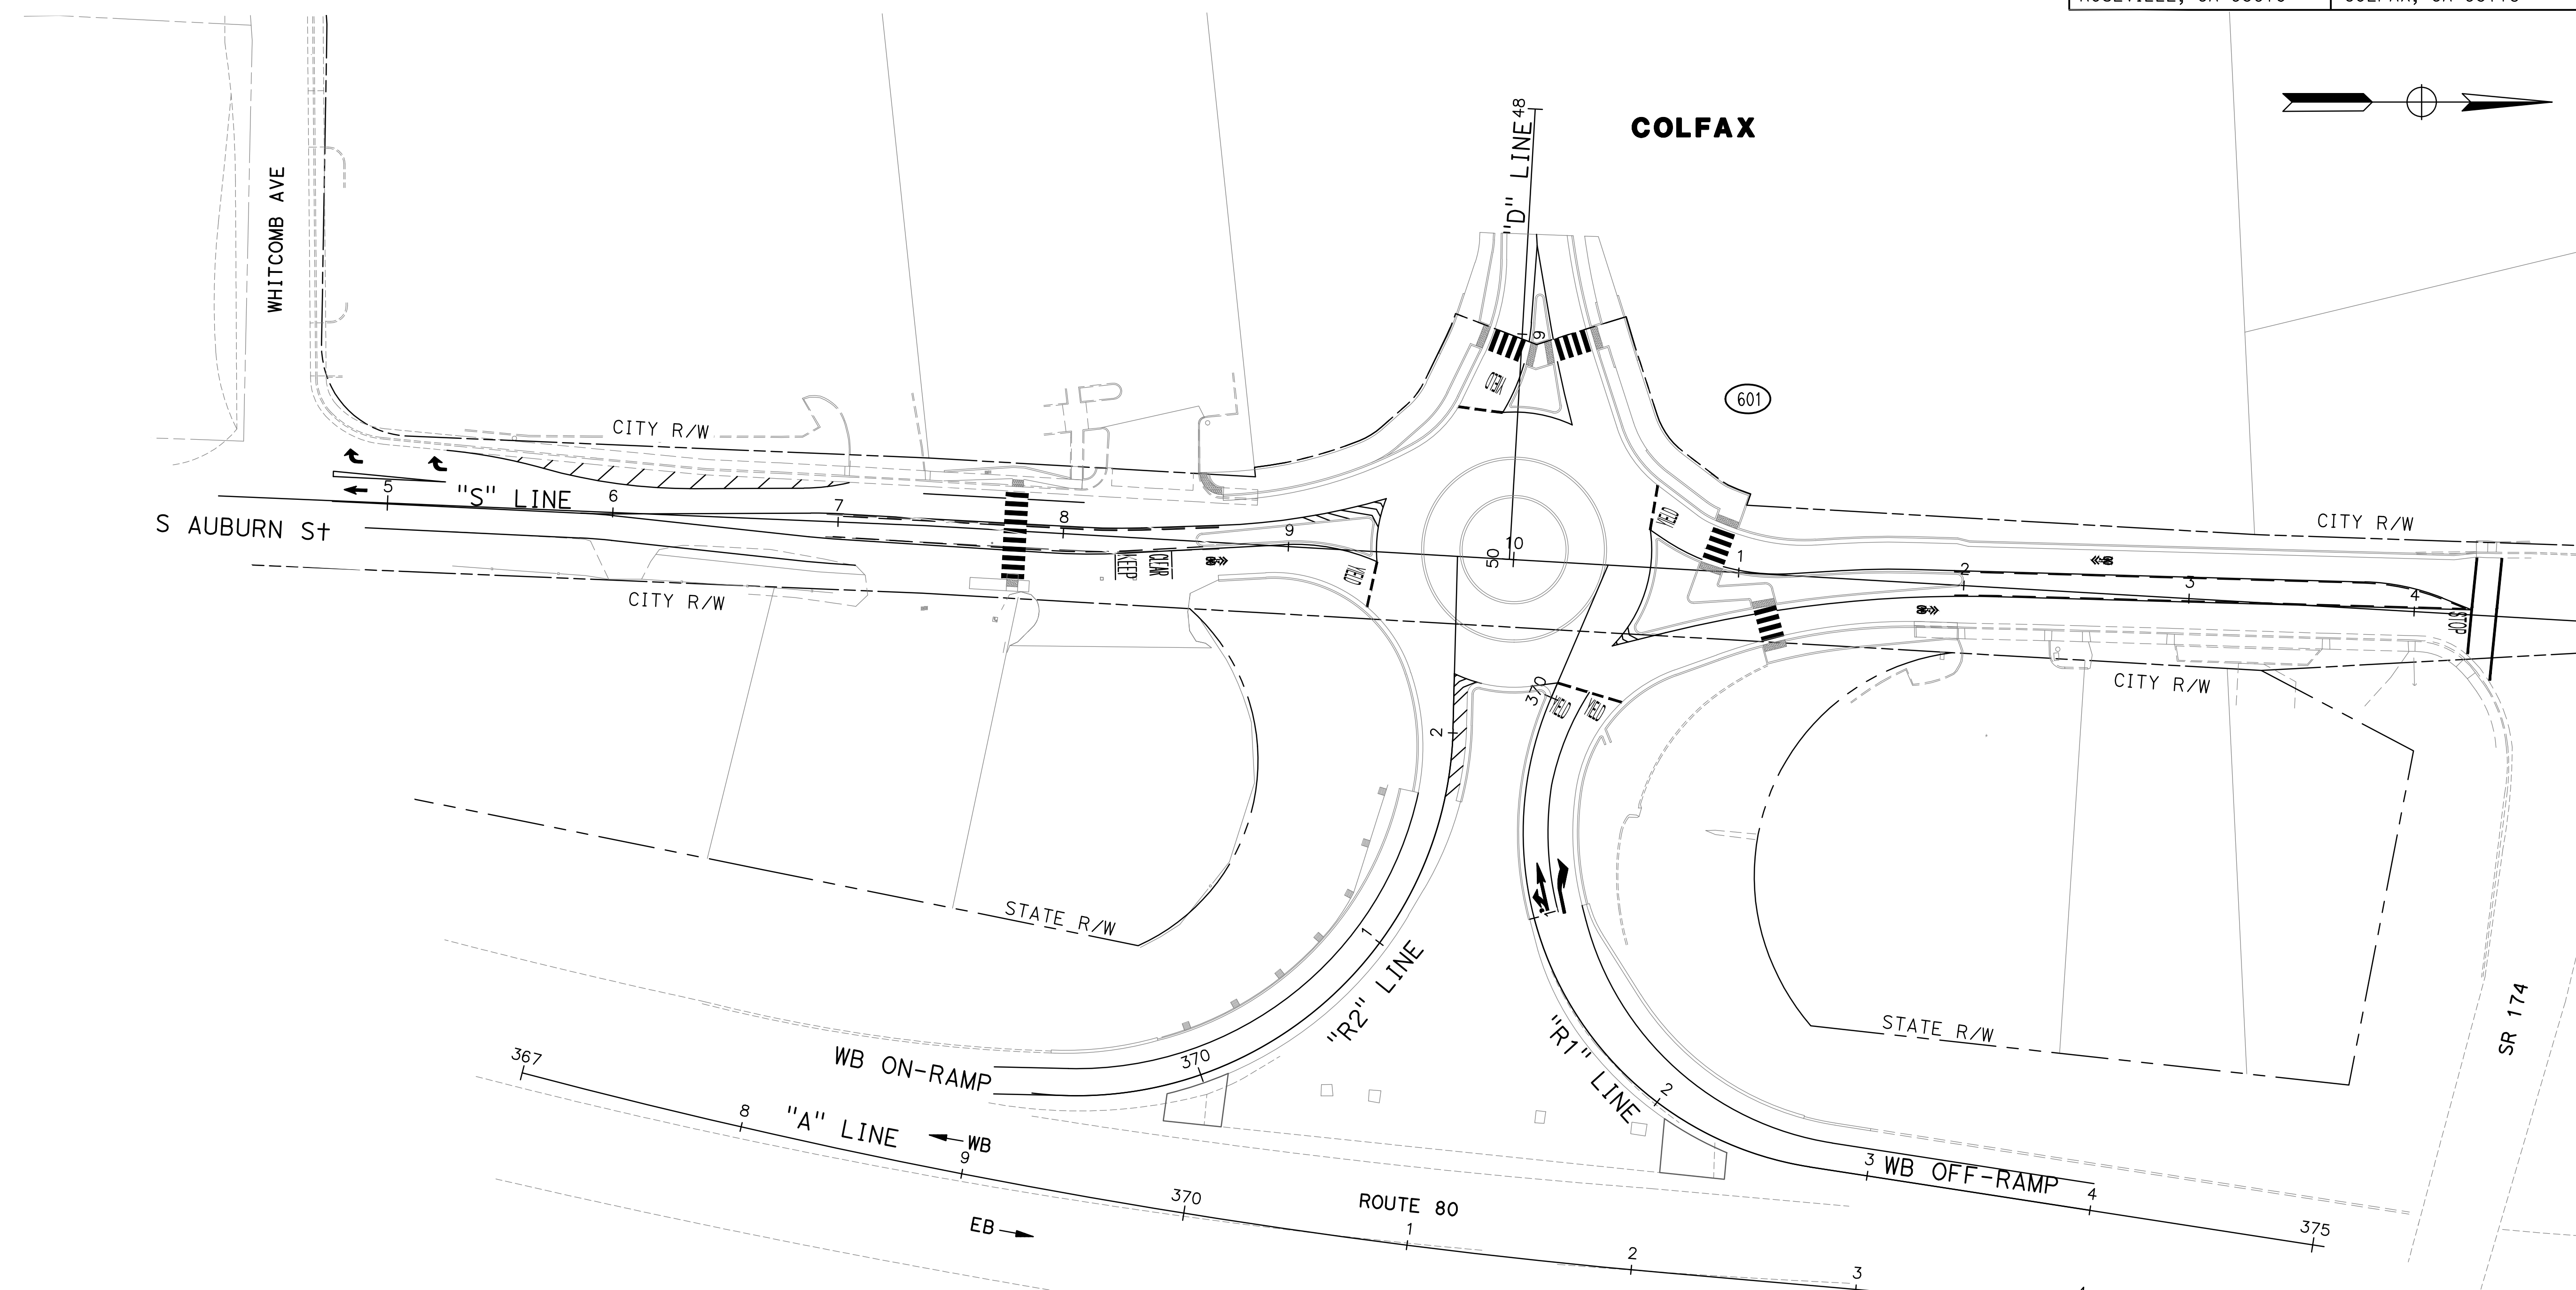 COLFAX
"D" LINE
48
WHITCOMB AVE
9
YIELD
601
CITY R/W
CITY R/W
"S" LINE
5
6
7
8
9
10
50
1
2
3
4
S AUBURN St
KEEP
CLEAR
YIELD
YIELD
STOP
CITY R/W
CITY R/W
370
YIELD
YIELD
2
1
370
"R2" LINE
1
2
3
4
375
"R1" LINE
STATE R/W
STATE R/W
SR 174
WB ON-RAMP
WB OFF-RAMP
367
8
9
370
1
2
3
"A" LINE
WB
EB
ROUTE 80